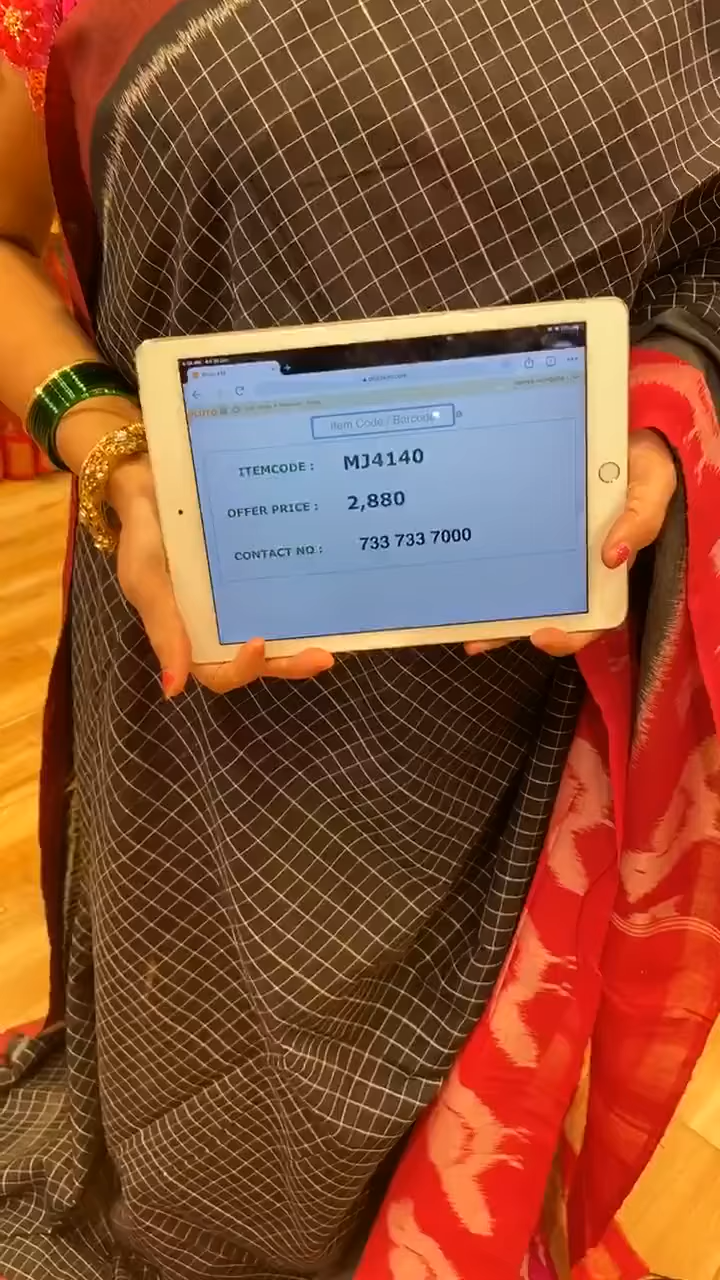 Item Code / Barcode
ITEMCODE : MJ4140
OFFER PRICE : 2,880
CONTACT NO.: 733 733 7000